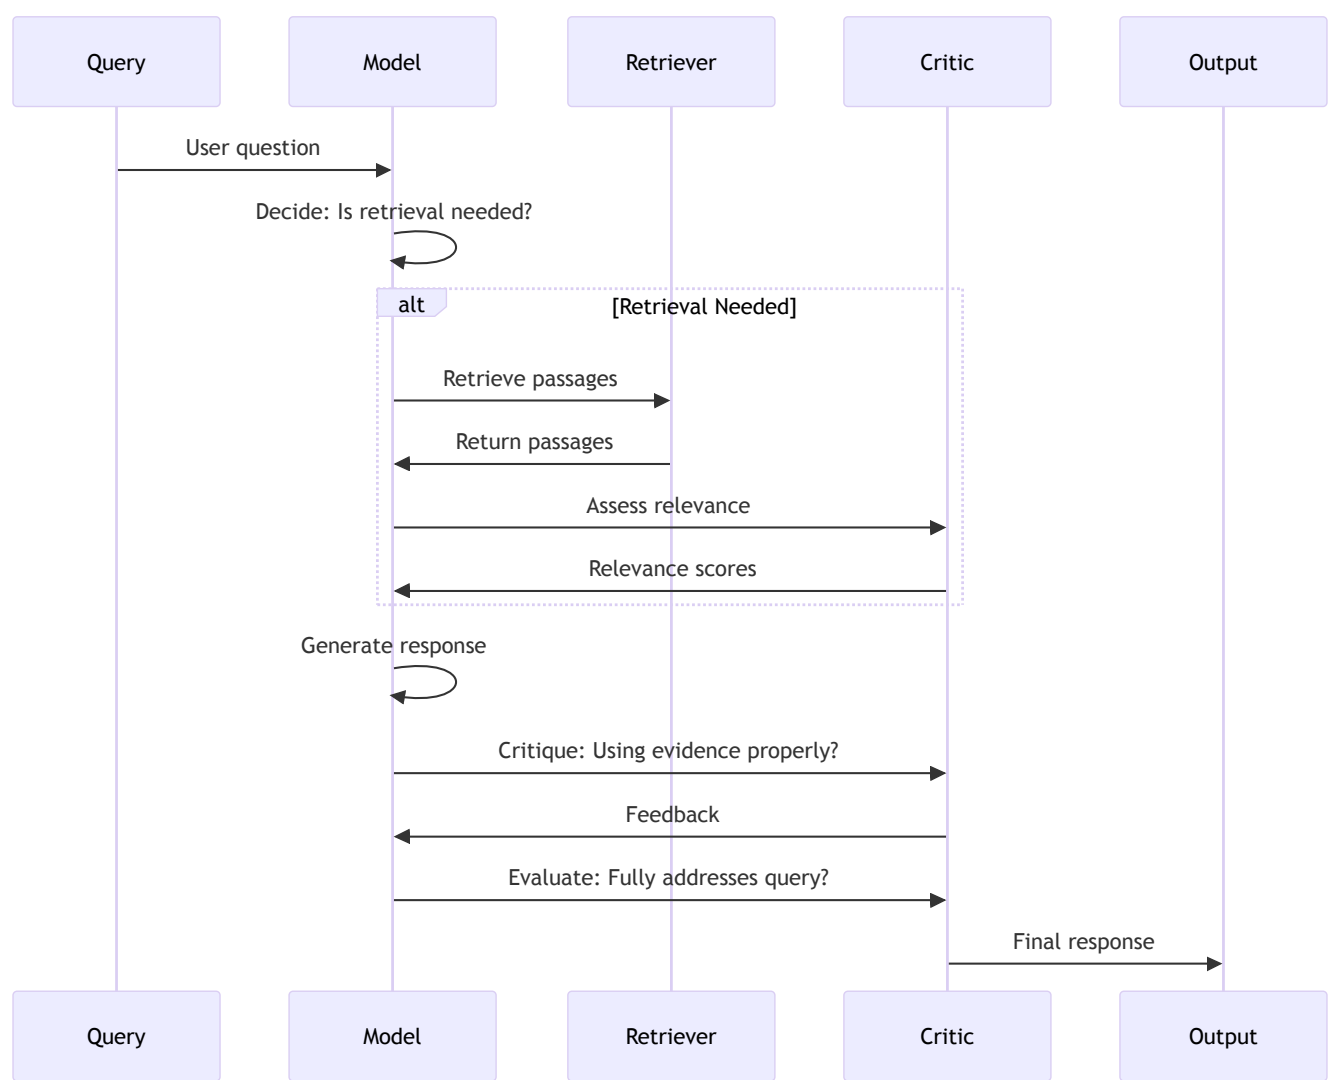 Query
Model
Retriever
Critic
Output
User question
Decide: Is retrieval needed?
alt
[Retrieval Needed]
Retrieve passages
Return passages
Assess relevance
Relevance scores
Generate response
Critique: Using evidence properly?
Feedback
Evaluate: Fully addresses query?
Final response
Query
Model
Retriever
Critic
Output